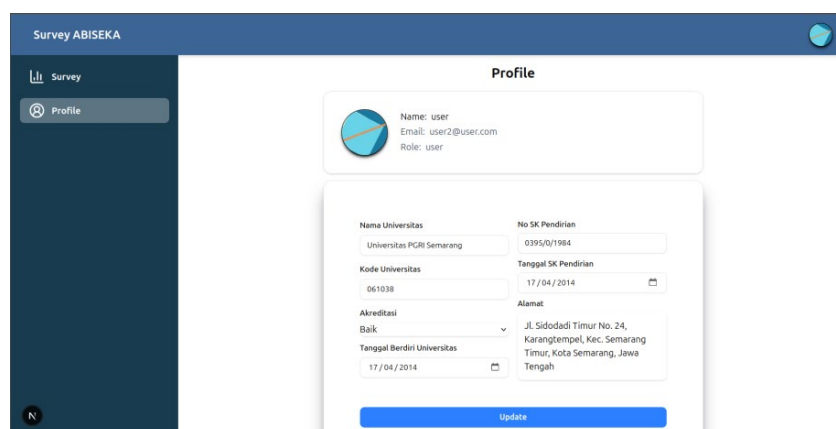 Survey ABISEKA
Survey
Profile
Profile
Name: user
Email: user2@user.com
Role: user
Nama Universitas
Universitas PGRI Semarang
Kode Universitas
061038
Akreditasi
Baik
Tanggal Berdiri Universitas
17/04/2014
No SK Pendirian
0395/0/1984
Tanggal SK Pendirian
17/04/2014
Alamat
Jl. Sidodadi Timur No. 24,
Karangtempel, Kec. Semarang
Timur, Kota Semarang, Jawa
Tengah
Update
N